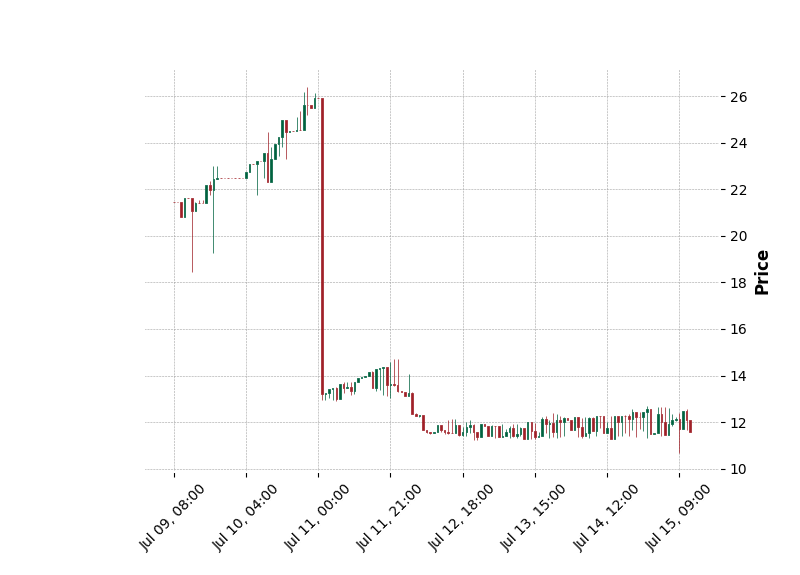 26
24
22
20
18
16
14
12
10
Price
Jul 09, 08:00
Jul 10, 04:00
Jul 11, 00:00
Jul 11, 21:00
Jul 12, 18:00
Jul 13, 15:00
Jul 14, 12:00
Jul 15, 09:00